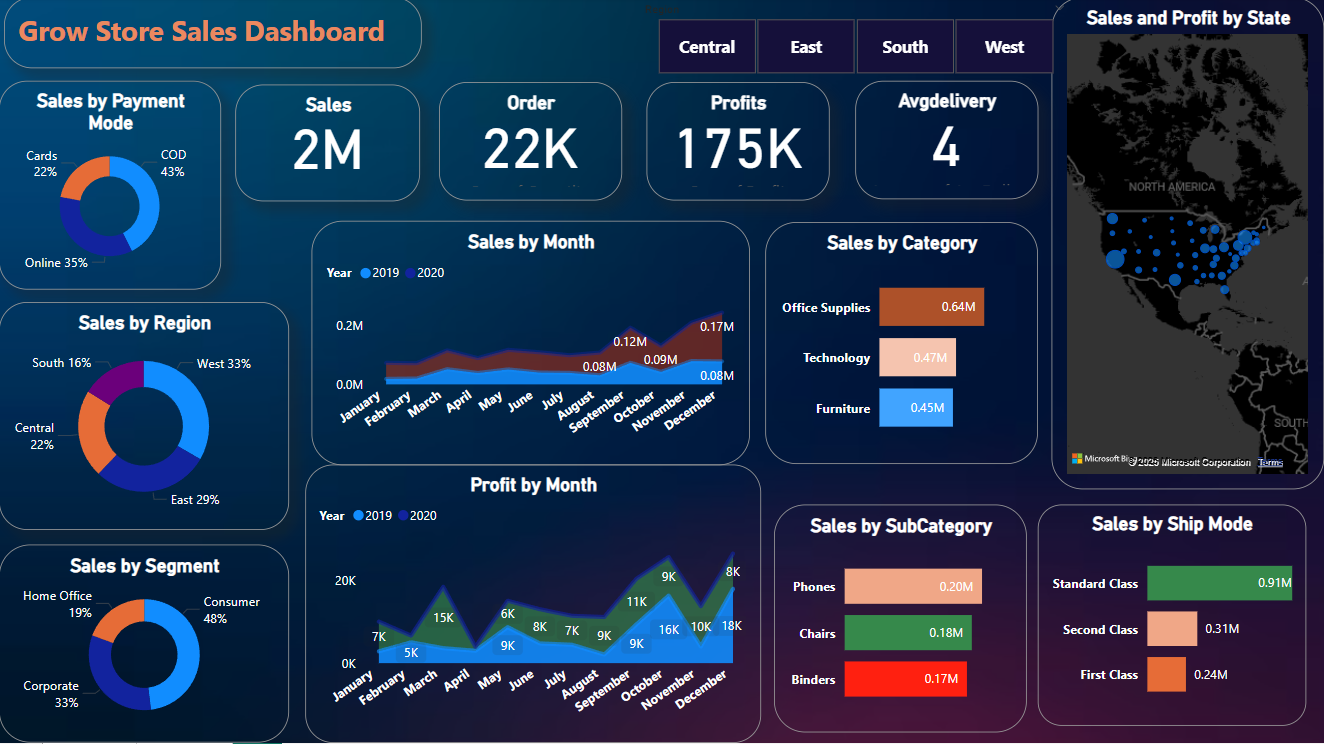 Grow Store Sales Dashboard
Central
East
South
West
Sales by Payment
Mode
Cards
22%
COD
43%
Online 35%
Sales
2M
Order
22K
Profits
175K
Avgdelivery
4
Sales and Profit by State
NORTH AMERICA
SOUTH
Microsoft Bi
© 2025 Microsoft Corporation
Terms
Sales by Region
South 16%
West 33%
Central
22%
East 29%
Sales by Month
Year 2019 2020
0.2M
0.0M
0.12M
0.17M
0.08M
0.09M
0.08M
January
February
March
April
May
June
July
August
September
October
November
December
Sales by Category
Office Supplies 0.64M
Technology 0.47M
Furniture 0.45M
Sales by Segment
Home Office
19%
Consumer
48%
Corporate
33%
Profit by Month
Year 2019 2020
20K
0K
7K
5K
15K
6K
9K
8K
7K
9K
11K
9K
9K
16K
10K
8K
18K
January
February
March
April
May
June
July
August
September
October
November
December
Sales by SubCategory
Phones 0.20M
Chairs 0.18M
Binders 0.17M
Sales by Ship Mode
Standard Class 0.91M
Second Class 0.31M
First Class 0.24M